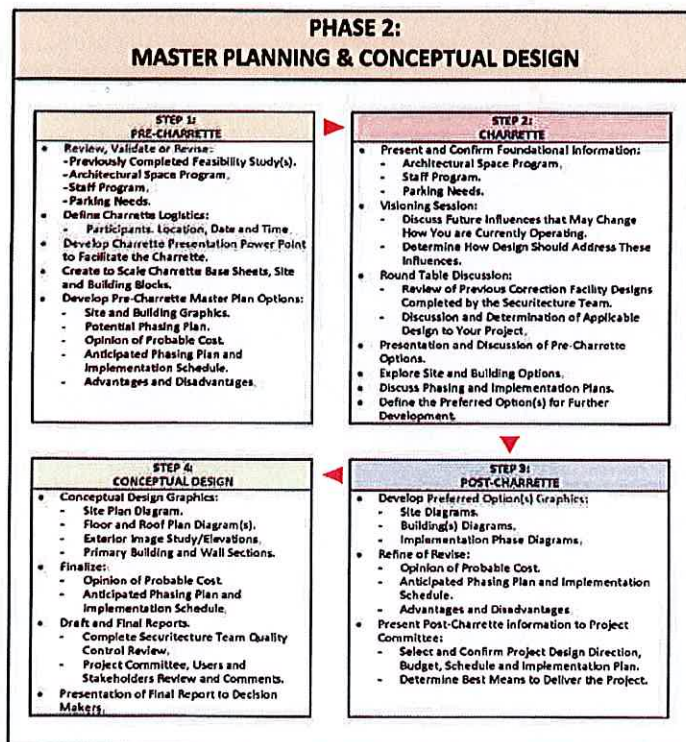 PHASE 2:
MASTER PLANNING & CONCEPTUAL DESIGN
STEP 1:
PRE-CHARRETTE
• Review, Validate or Revise:
-Previously Completed Feasibility Study(s).
-Architectural Space Program,
-Staff Program,
-Parking Needs.
• Define Charrette Logistics:
- Participants. Location, Date and Time.
• Develop Charrette Presentation Power Point
to Facilitate the Charrette.
• Create to Scale Charrette Base Sheets, Site
and Building Blocks.
• Develop Pre-Charrette Master Plan Options:
- Site and Building Graphics.
- Potential Phasing Plan.
- Opinion of Probable Cost.
- Anticipated Phasing Plan and
Implementation Schedule.
- Advantages and Disadvantages.
STEP 2:
CHARRETTE
• Present and Confirm Foundational Information:
- Architectural Space Program,
- Staff Program.
- Parking Needs.
• Visioning Session:
- Discuss Future Influences that May Change
How You are Currently Operating.
- Determine How Design Should Address These
Influences.
• Round Table Discussion:
- Review of Previous Correction Facility Designs
Completed by the Securitecture Team.
- Discussion and Determination of Applicable
Design to Your Project.
• Presentation and Discussion of Pre-Charrette
Options.
• Explore Site and Building Options.
• Discuss Phasing and Implementation Plans.
• Define the Preferred Option(s) for Further
Development.
STEP 3:
POST-CHARRETTE
• Develop Preferred Option(s) Graphics:
- Site Diagrams.
- Building(s) Diagrams,
- Implementation Phase Diagrams,
• Refine of Revise:
- Opinion of Probable Cost.
- Anticipated Phasing Plan and Implementation
Schedule.
- Advantages and Disadvantages
• Present Post-Charrette information to Project
Committee:
- Select and Confirm Project Design Direction,
Budget, Schedule and Implementation Plan.
- Determine Best Means to Deliver the Project.
STEP 4:
CONCEPTUAL DESIGN
• Conceptual Design Graphics:
- Site Plan Diagram.
- Floor and Roof Plan Diagram(s).
- Exterior Image Study/Elevations,
- Primary Building and Wall Sections.
• Finalize:
- Opinion of Probable Cost.
- Anticipated Phasing Plan and
Implementation Schedule,
• Draft and Final Reports.
- Complete Securitecture Team Quality
Control Review,
- Project Committee, Users and
Stakeholders Review and Comments.
• Presentation of Final Report to Decision
Makers,